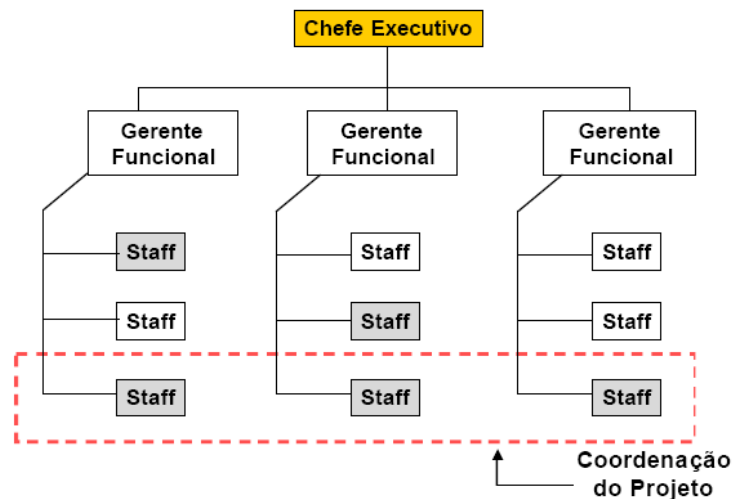 Chefe Executivo
Gerente
Funcional
Gerente
Funcional
Gerente
Funcional
Staff
Staff
Staff
Staff
Staff
Staff
Staff
Staff
Staff
Coordenação
do Projeto